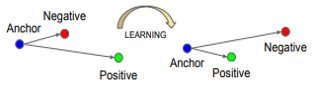 Negative
Anchor
LEARNING
Positive
Negative
Anchor
Positive